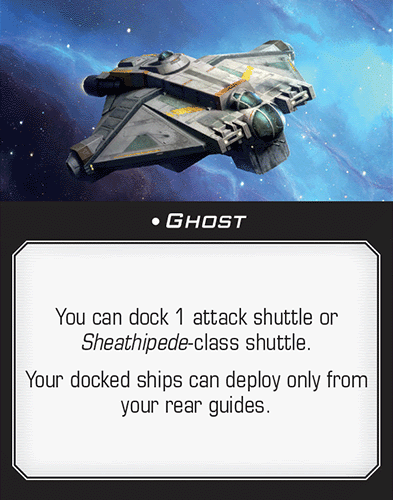 • GHOST
You can dock 1 attack shuttle or
Sheathipede-class shuttle.
Your docked ships can deploy only from
your rear guides.